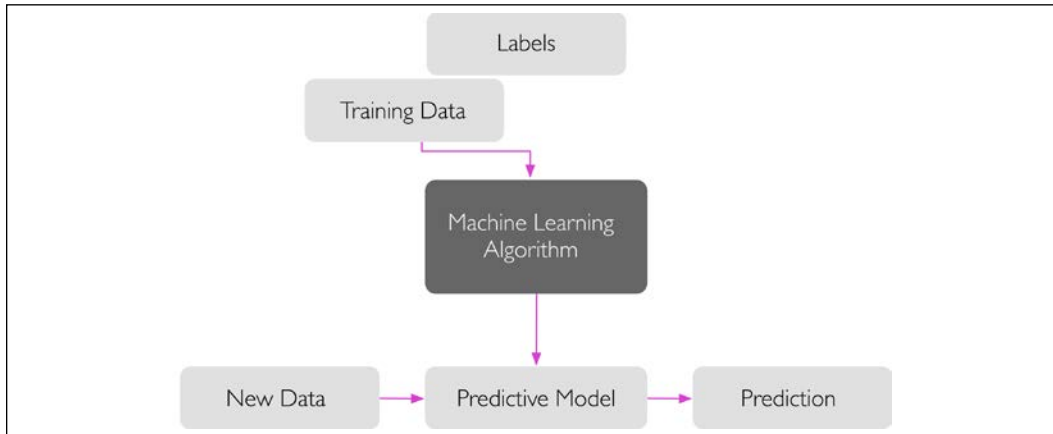 Labels
Training Data
Machine Learning
Algorithm
New Data
Predictive Model
Prediction